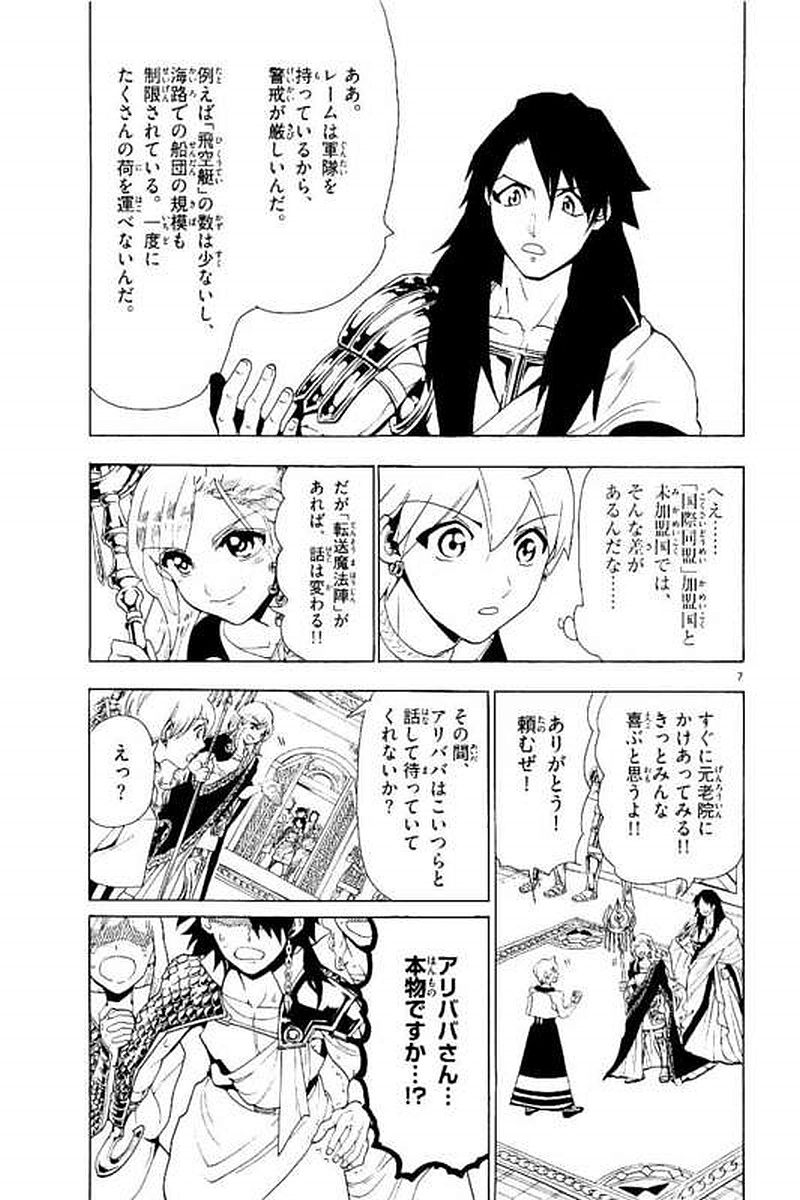 ああ。
レームは軍隊を
持っているから、
警戒が厳しいんだ。
例えば「飛空艇」の数は少ないし、
海路での船団の規模も
制限されている。一度に
たくさんの荷を運べないんだ。
へえ……
「国際同盟」加盟国と
未加盟国では、
そんな差が
あるんだな……
だが「転送魔法陣」が
あれば、話は変わる!!
7
すぐに元老院に
かけあってみる!!
きっとみんな
喜ぶと思うよ!!
ありがとう!
頼むぜ!
その間、
アリババはこいつらと
話して待っていて
くれないか?
えっ?
アリババさん…
本物ですか…!?